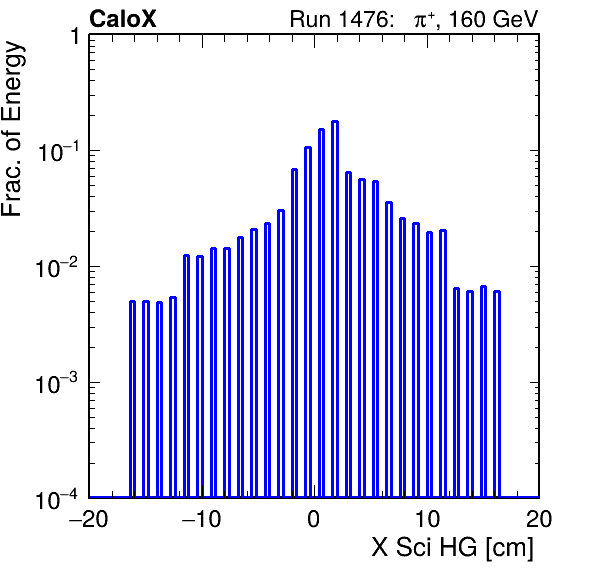 CaloX Run 1476: π⁺, 160 GeV
Frac. of Energy
1
10⁻¹
10⁻²
10⁻³
10⁻⁴
−20 −10 0 10 20
X Sci HG [cm]